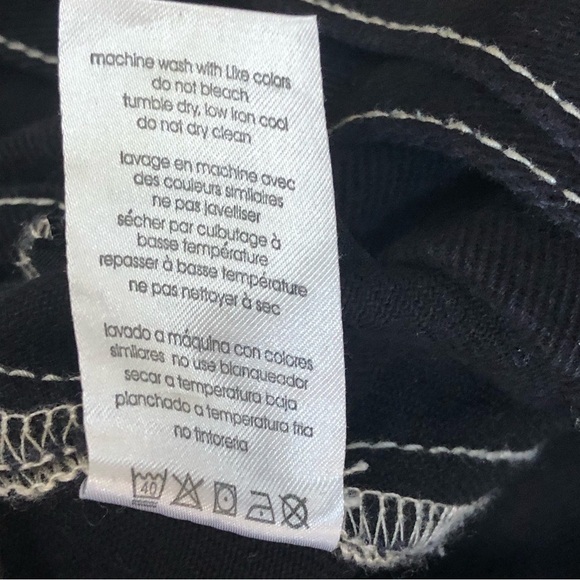 machine wash with Like colors
do not bleach
tumble dry, low iron cool
do not dry clean
lavage en machine avec
des couleurs similaires
ne pas javelliser
sécher par culbutage à
basse température
repasser à basse température
ne pas nettoyer à sec
lavado a máquina con colores
similares no use blanqueador
secar a temperatura baja
planchado a temperatura fria
no tintoreria
40